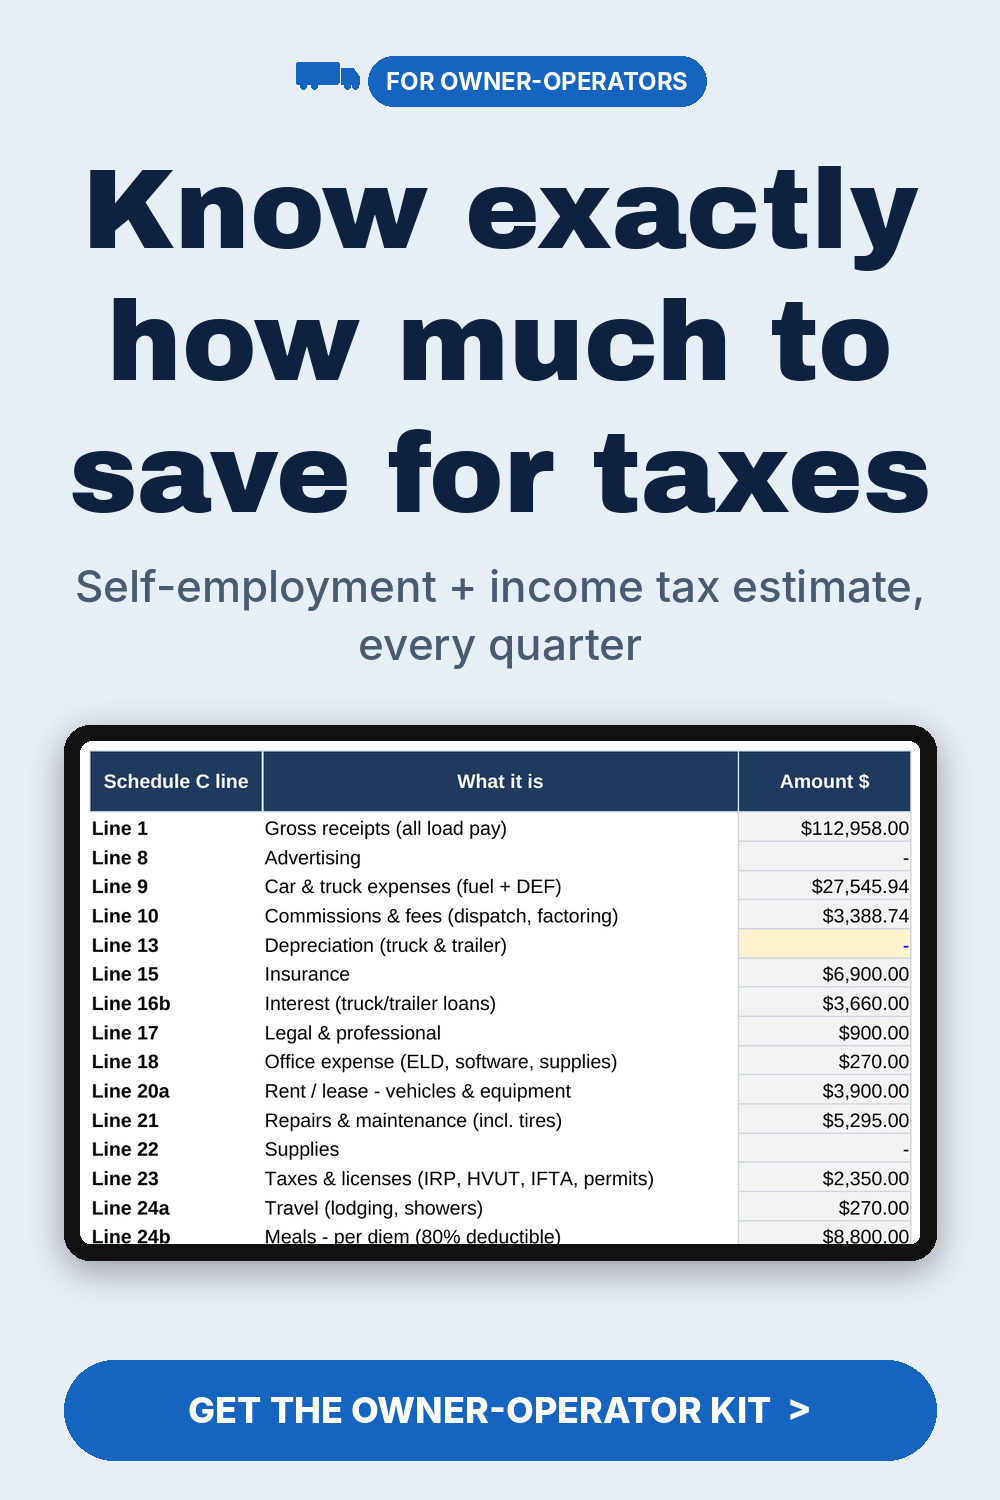 FOR OWNER-OPERATORS
Know exactly
how much to
save for taxes
Self-employment + income tax estimate,
every quarter
Schedule C line What it is Amount $
Line 1 Gross receipts (all load pay) $112,958.00
Line 8 Advertising -
Line 9 Car & truck expenses (fuel + DEF) $27,545.94
Line 10 Commissions & fees (dispatch, factoring) $3,388.74
Line 13 Depreciation (truck & trailer) -
Line 15 Insurance $6,900.00
Line 16b Interest (truck/trailer loans) $3,660.00
Line 17 Legal & professional $900.00
Line 18 Office expense (ELD, software, supplies) $270.00
Line 20a Rent / lease - vehicles & equipment $3,900.00
Line 21 Repairs & maintenance (incl. tires) $5,295.00
Line 22 Supplies -
Line 23 Taxes & licenses (IRP, HVUT, IFTA, permits) $2,350.00
Line 24a Travel (lodging, showers) $270.00
Line 24b Meals - per diem (80% deductible) $8,800.00
GET THE OWNER-OPERATOR KIT >